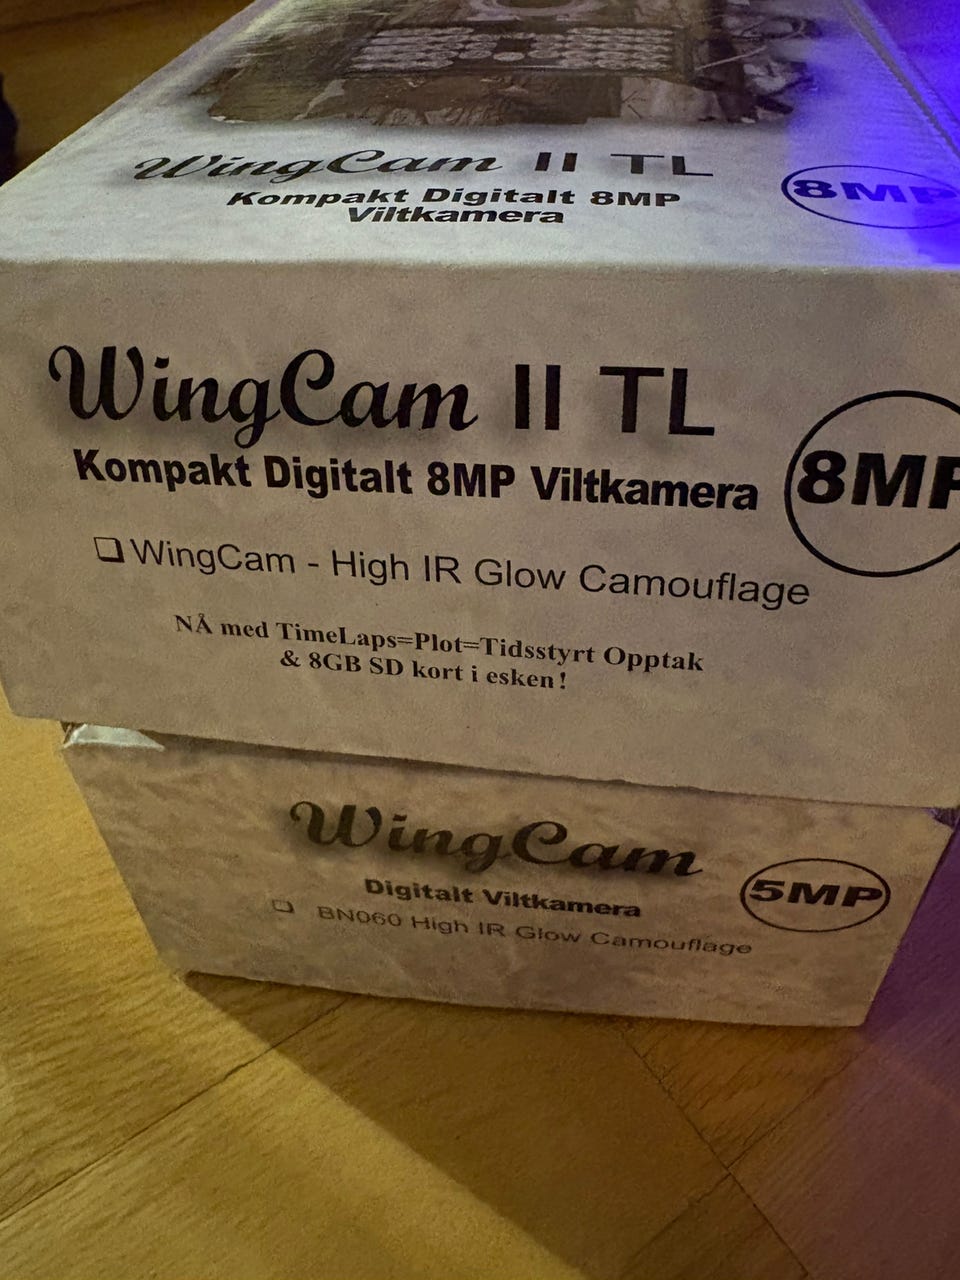 WingCam II TL
8MP
Kompakt Digitalt 8MP
Viltkamera
WingCam II TL
8MP
Kompakt Digitalt 8MP Viltkamera
WingCam - High IR Glow Camouflage
NÅ med TimeLaps=Plot=Tidsstyrt Opptak
& 8GB SD kort i esken!
WingCam
5MP
Digitalt Viltkamera
BN060 High IR Glow Camouflage